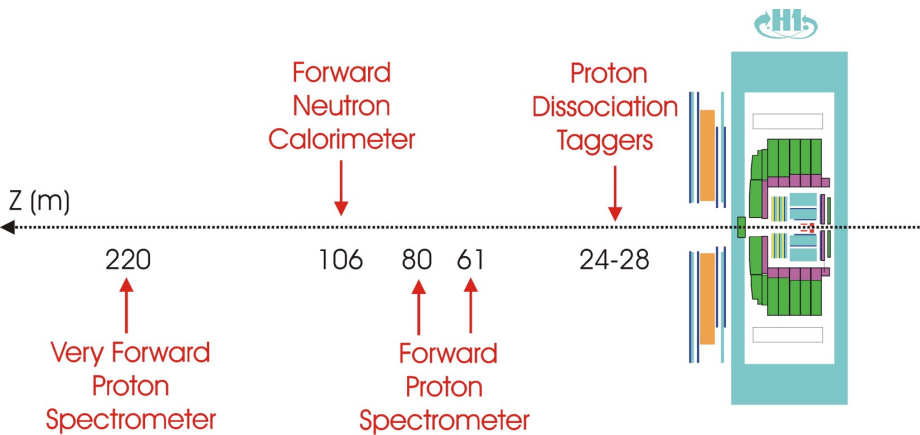 H1
Forward
Neutron
Calorimeter
Proton
Dissociation
Taggers
Z (m)
220
106
80
61
24-28
Very Forward
Proton
Spectrometer
Forward
Proton
Spectrometer